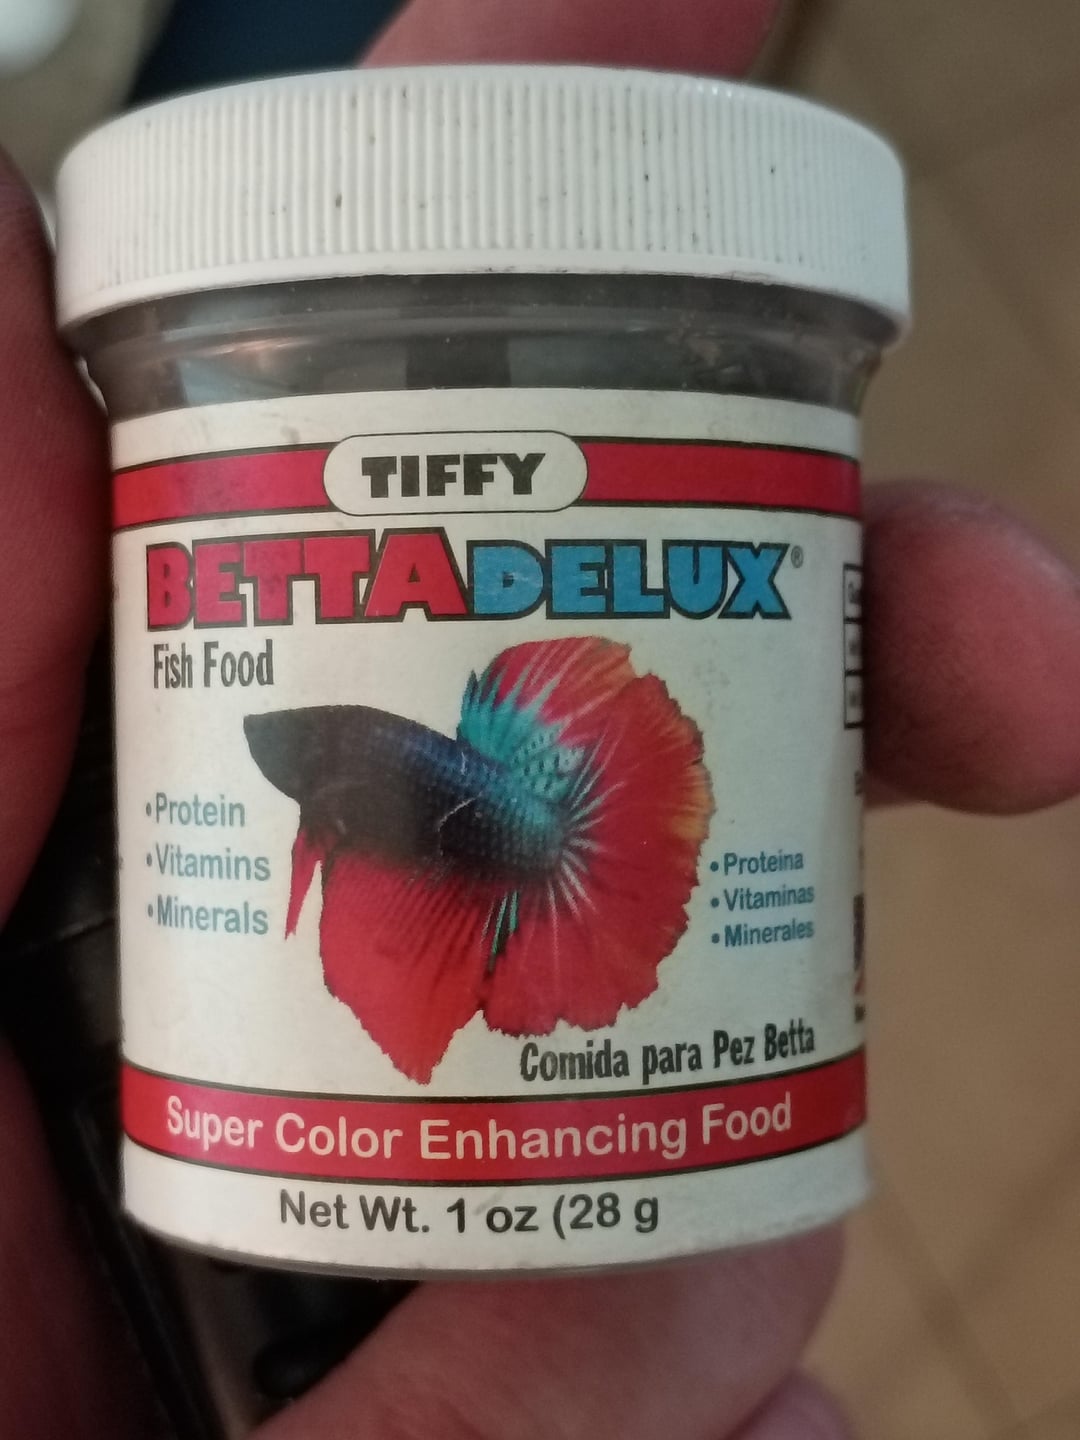 TIFFY
BETTADELUX®
Fish Food
•Protein
•Vitamins
•Minerals
•Proteina
•Vitaminas
•Minerales
Comida para Pez Betta
Super Color Enhancing Food
Net Wt. 1 oz (28 g